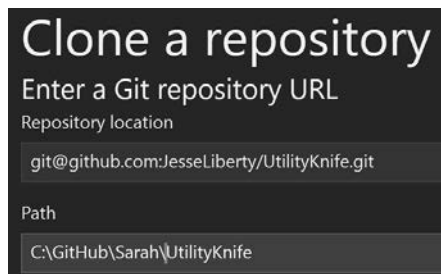 Clone a repository
Enter a Git repository URL
Repository location
git@github.com:JesseLiberty/UtilityKnife.git
Path
C:\GitHub\Sarah\UtilityKnife